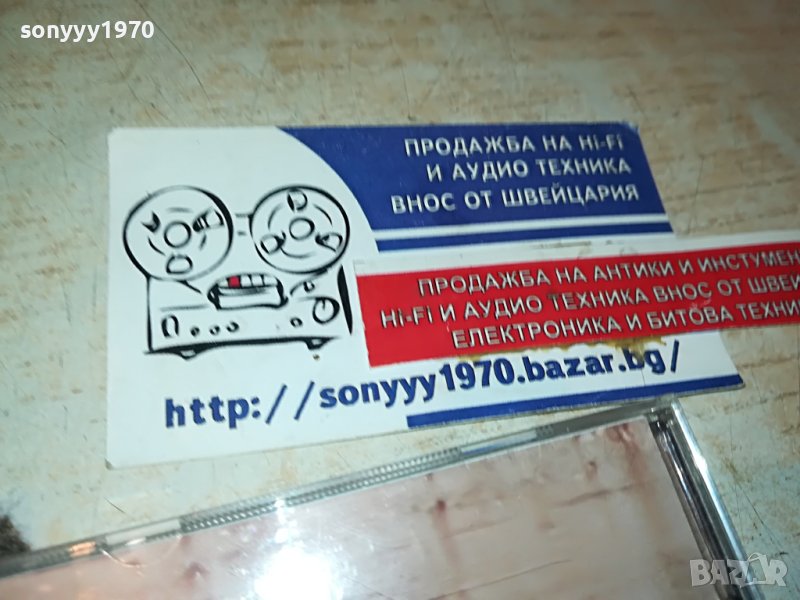 sonyyy1970
ПРОДАЖБА НА Hi-Fi
И АУДИО ТЕХНИКА
ВНОС ОТ ШВЕЙЦАРИЯ
ПРОДАЖБА НА АНТИКИ И ИНСТУМЕН
Hi-Fi И АУДИО ТЕХНИКА ВНОС ОТ ШВЕЙ
ЕЛЕКТРОНИКА И БИТОВА ТЕХНИ
http://sonyyy1970.bazar.bg/
BAZAR